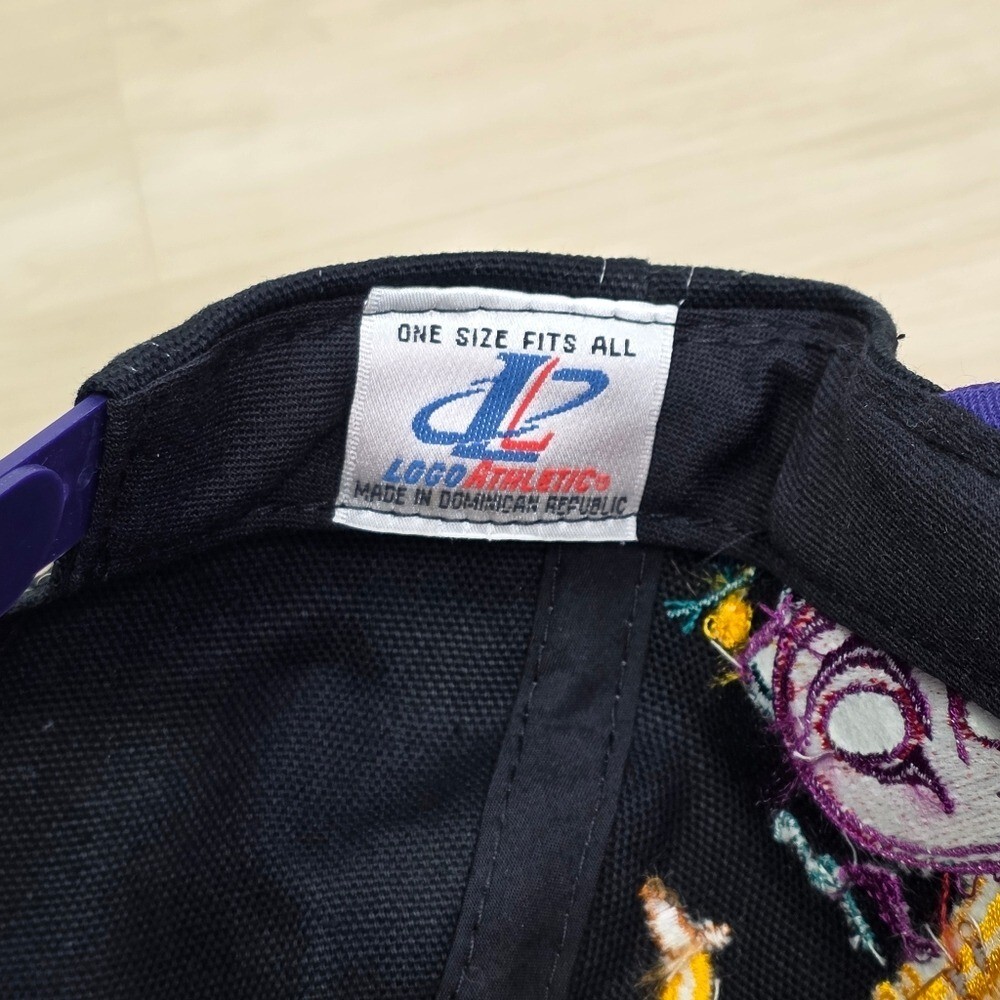 ONE SIZE FITS ALL
LOGO ATHLETIC®
MADE IN DOMINICAN REPUBLIC